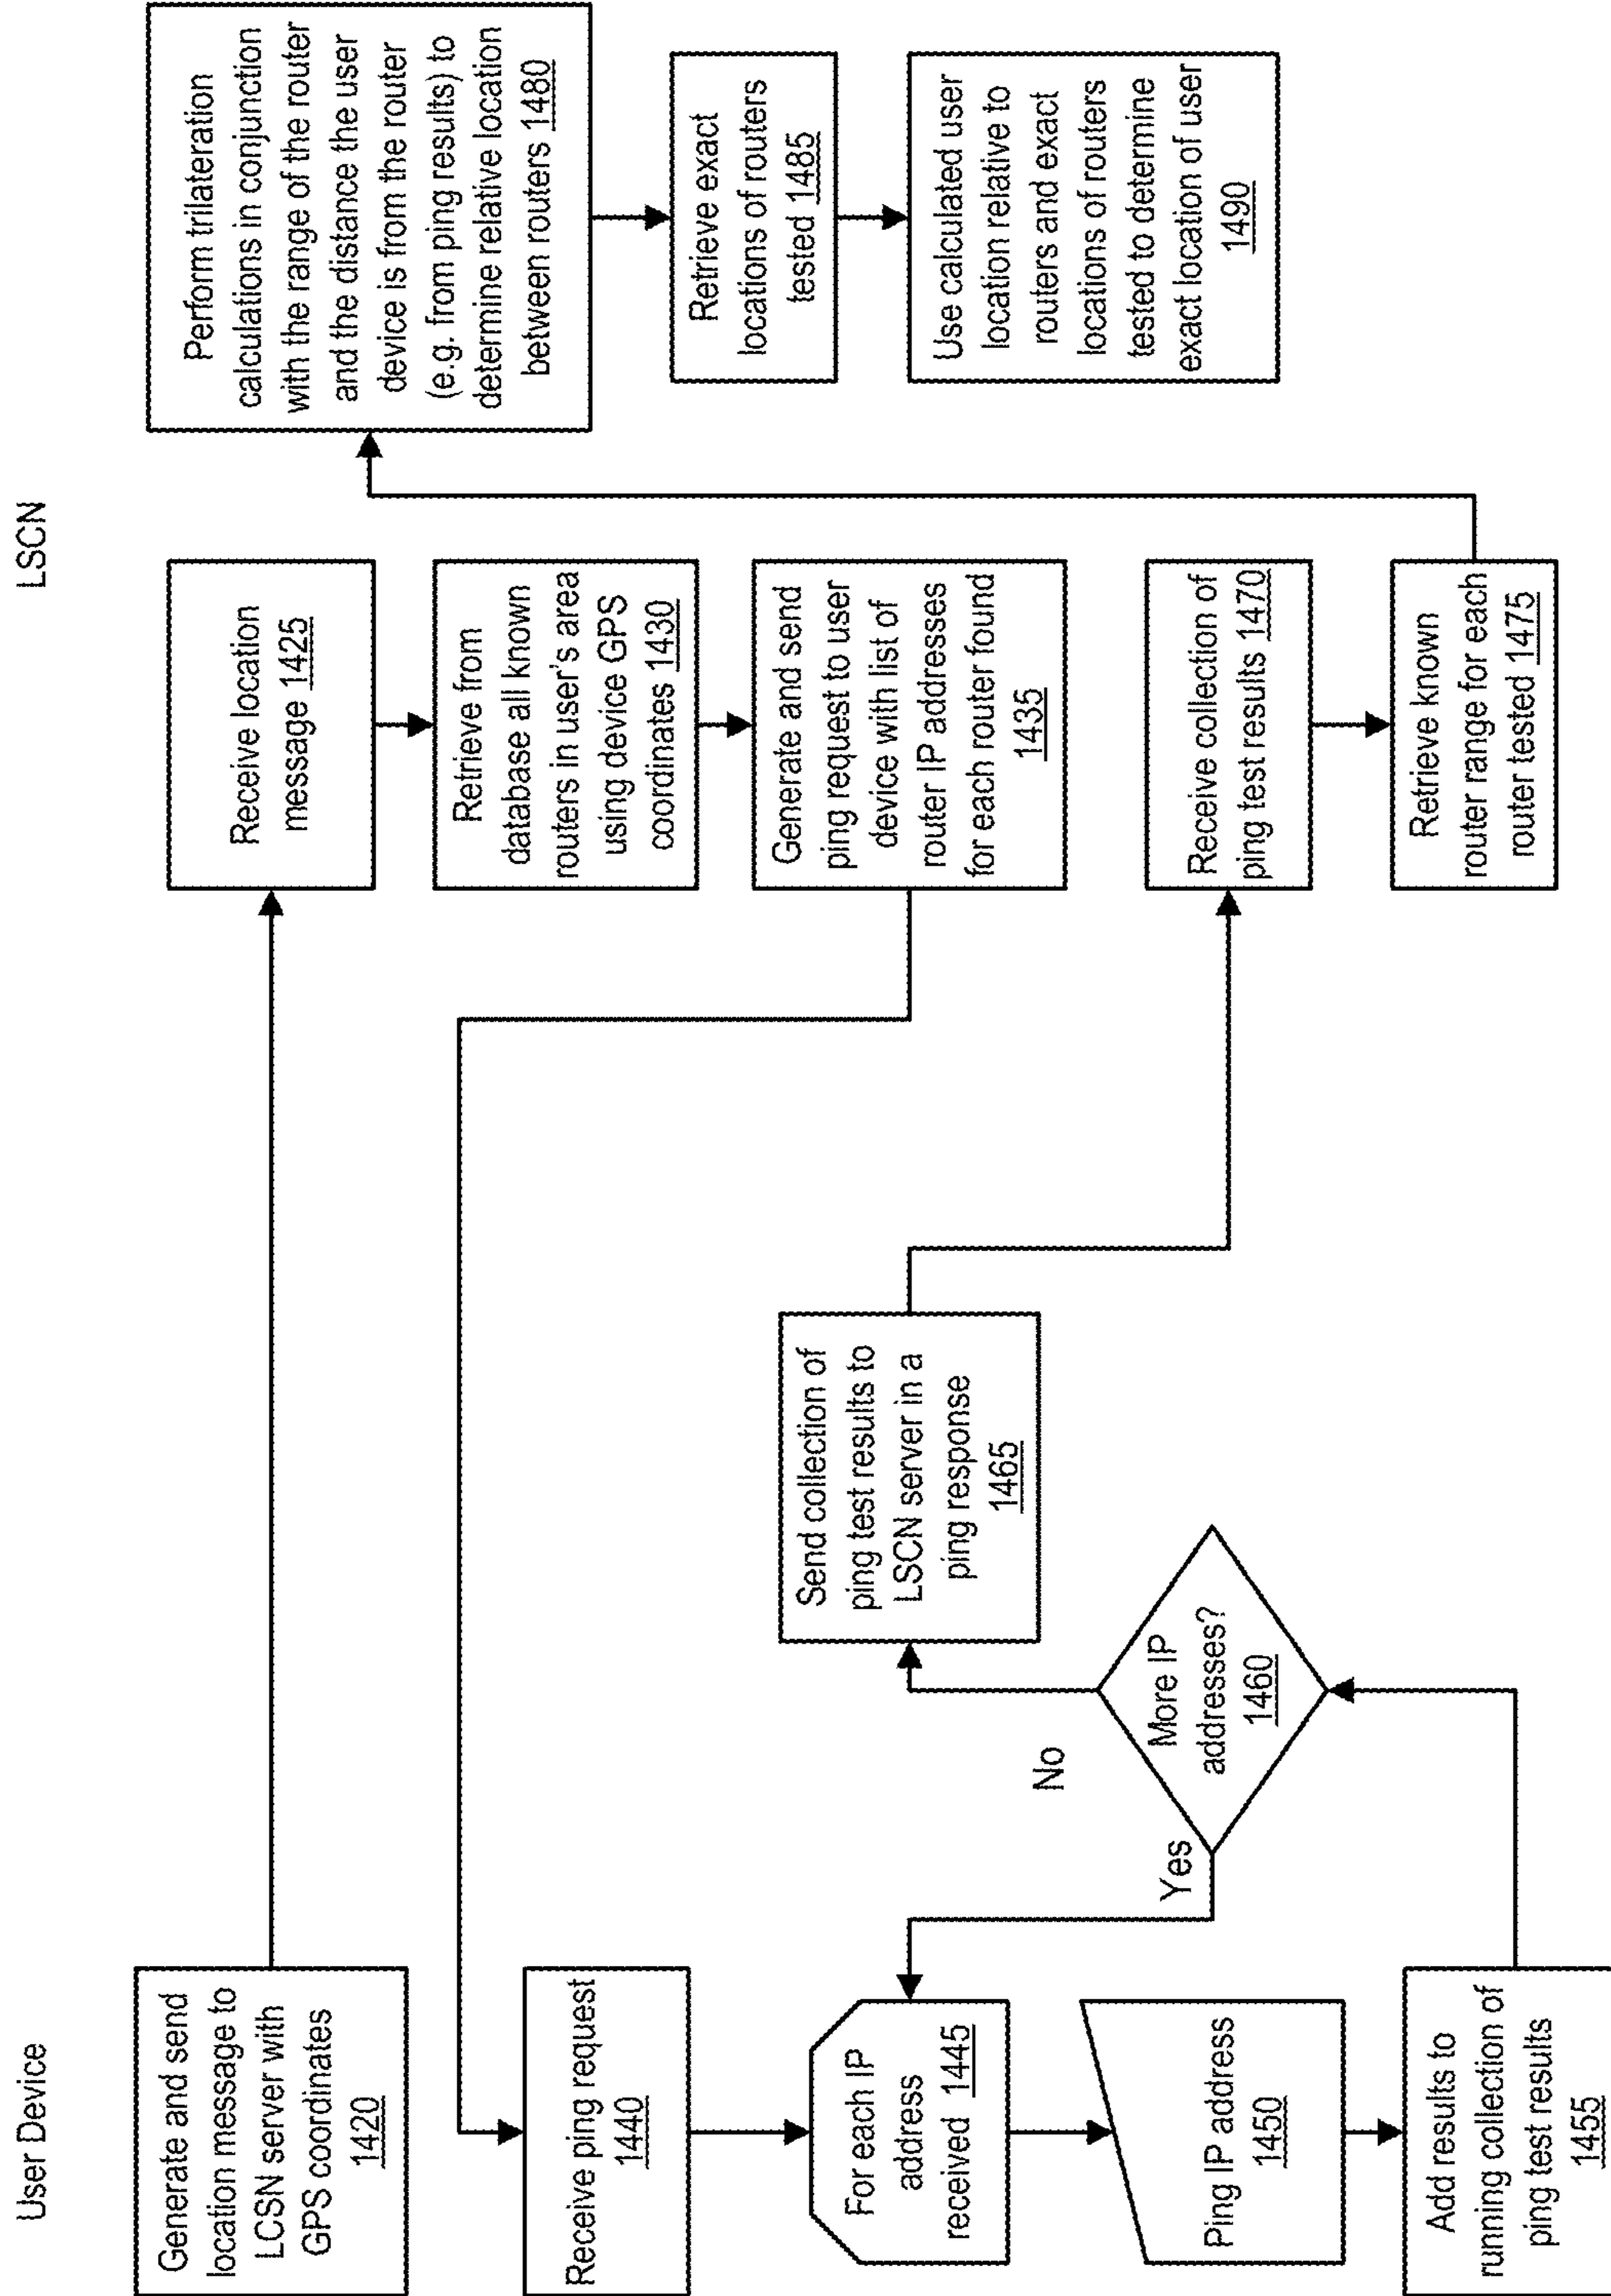 User Device
LSCN
Generate and send
location message to
LCSN server with
GPS coordinates
1420
Receive location
message 1425
Retrieve from
database all known
routers in user's area
using device GPS
coordinates 1430
Generate and send
ping request to user
device with list of
router IP addresses
for each router found
1435
Receive ping request
1440
For each IP
address
received 1445
Ping IP address
1450
Add results to
running collection of
ping test results
1455
More IP
addresses?
1460
Yes
No
Send collection of
ping test results to
LSCN server in a
ping response
1465
Receive collection of
ping test results 1470
Retrieve known
router range for each
router tested 1475
Perform trilateration
calculations in conjunction
with the range of the router
and the distance the user
device is from the router
(e.g. from ping results) to
determine relative location
between routers 1480
Retrieve exact
locations of routers
tested 1485
Use calculated user
location relative to
routers and exact
locations of routers
tested to determine
exact location of user
1490